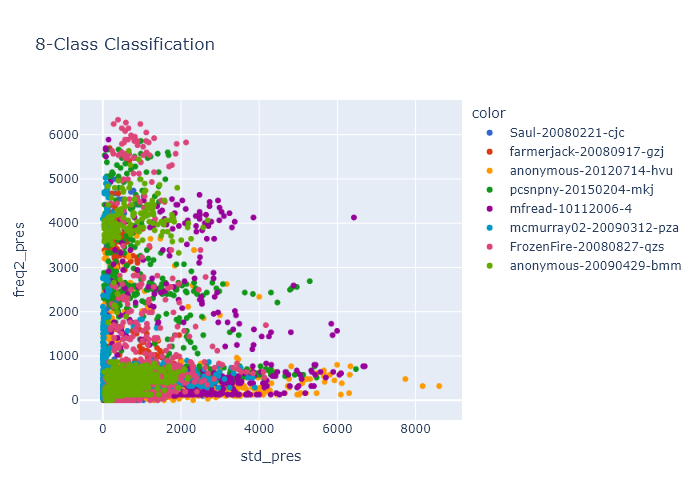 8-Class Classification
color
Saul-20080221-cjc
farmerjack-20080917-gzj
anonymous-20120714-hvu
pcsnpny-20150204-mkj
mfread-10112006-4
mcmurray02-20090312-pza
FrozenFire-20080827-qzs
anonymous-20090429-bmm
freq2_pres
6000
5000
4000
3000
2000
1000
0
0
2000
4000
6000
8000
std_pres